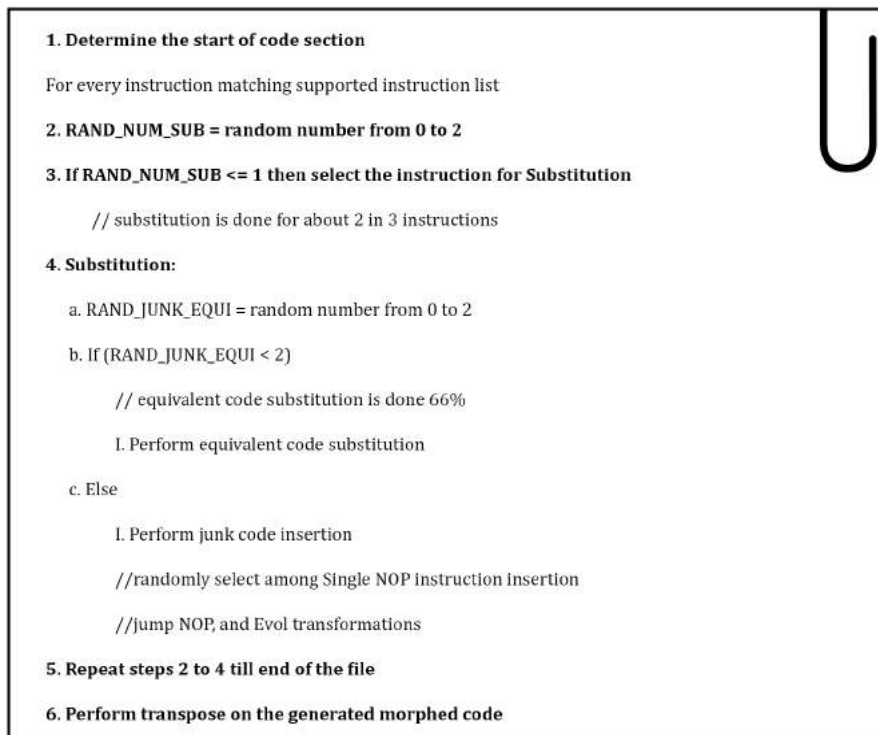 1. Determine the start of code section
For every instruction matching supported instruction list
2. RAND_NUM_SUB = random number from 0 to 2
3. If RAND_NUM_SUB <= 1 then select the instruction for Substitution
// substitution is done for about 2 in 3 instructions
4. Substitution:
a. RAND_JUNK_EQUI = random number from 0 to 2
b. If (RAND_JUNK_EQUI < 2)
// equivalent code substitution is done 66%
I. Perform equivalent code substitution
c. Else
I. Perform junk code insertion
//randomly select among Single NOP instruction insertion
//jump NOP, and Evol transformations
5. Repeat steps 2 to 4 till end of the file
6. Perform transpose on the generated morphed code